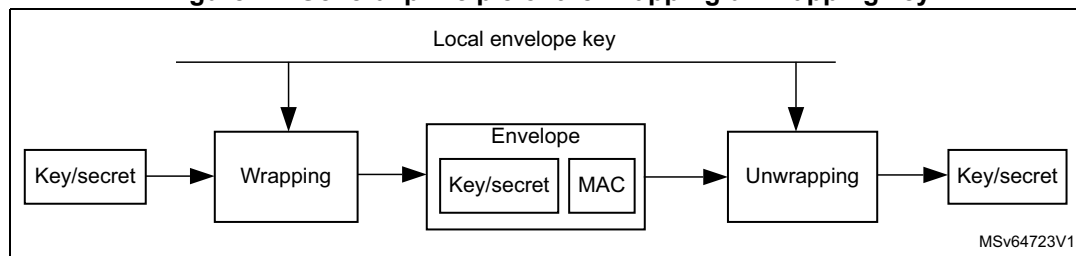 Local envelope key
Envelope
Key/secret
Wrapping
Key/secret
MAC
Unwrapping
Key/secret
MSv64723V1